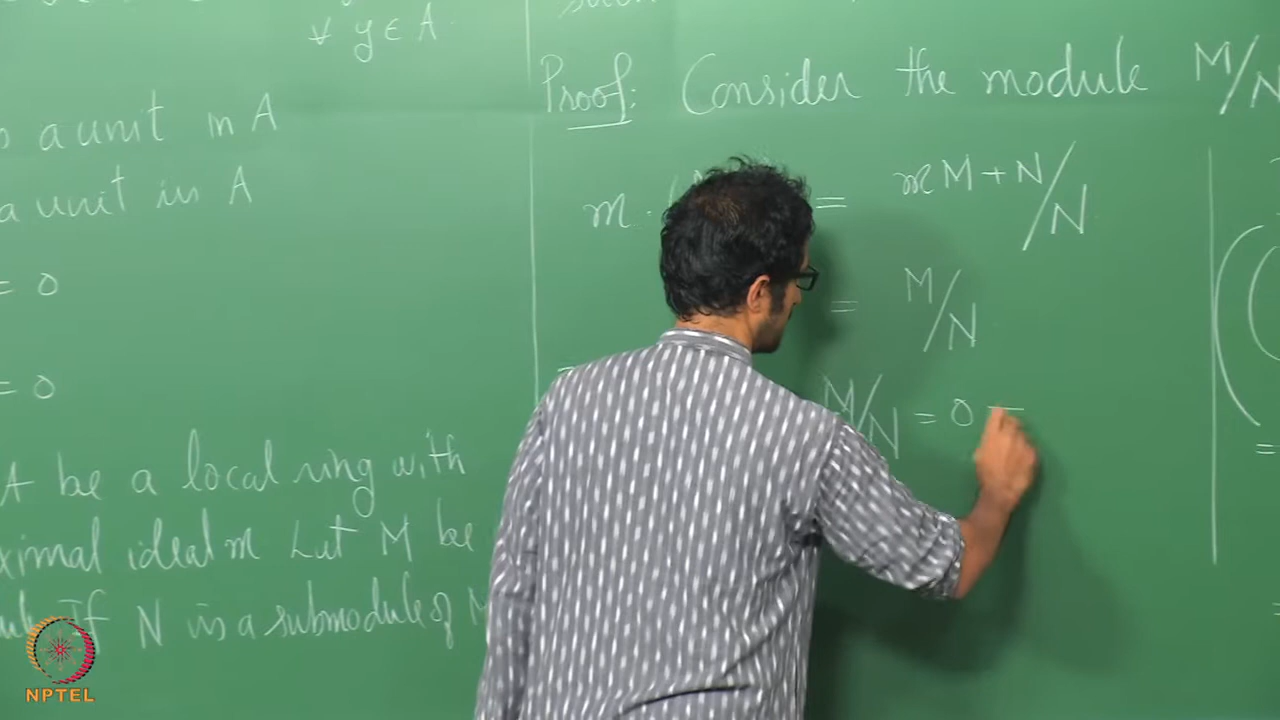 ∀ y ∈ A
a unit in A
a unit in A
= 0
= 0
A be a local ring with
ideal m Let M be
If N is a submodule of M
Proof: Consider the module M/N
m · = mM + N/N
= M/N
M/N = 0
=
NPTEL